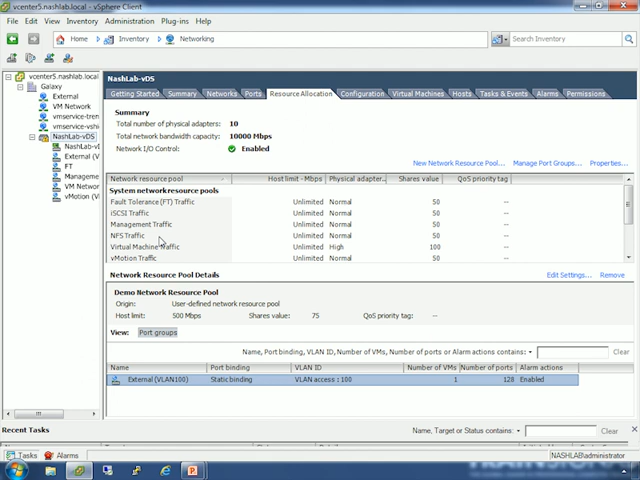 vcenter5.nashlab.local - vSphere Client
File Edit View Inventory Administration Plug-ins Help
Home Inventory Networking Search Inventory
vcenter5.nashlab.local
Galaxy
External
VM Network
vmservice-tren
vmservice-vshi
NashLab-vDS
NashLab-v
External (V
FT
Manageme
VM Netwo
vMotion (V
NashLab-vDS
Getting Started Summary Networks Ports Resource Allocation Configuration Virtual Machines Hosts Tasks & Events Alarms Permissions
Summary
Total number of physical adapters: 10
Total network bandwidth capacity: 10000 Mbps
Network I/O Control: Enabled
New Network Resource Pool... Manage Port Groups... Properties...
Network resource pool Host limit - Mbps Physical adapter... Shares value QoS priority tag
System network resource pools
Fault Tolerance (FT) Traffic Unlimited Normal 50 --
iSCSI Traffic Unlimited Normal 50 --
Management Traffic Unlimited Normal 50 --
NFS Traffic Unlimited Normal 50 --
Virtual Machine Traffic Unlimited High 100 --
vMotion Traffic Unlimited Normal 50 --
Network Resource Pool Details Edit Settings... Remove
Demo Network Resource Pool
Origin: User-defined network resource pool
Host limit: 500 Mbps Shares value: 75 QoS priority tag: --
View: Port groups
Name, Port binding, VLAN ID, Number of VMs, Number of ports or Alarm actions contains: Clear
Name Port binding VLAN ID Number of VMs Number of ports Alarm actions
External (VLAN100) Static binding VLAN access : 100 1 128 Enabled
Recent Tasks Name, Target or Status contains: Clear
Tasks Alarms NASHLAB\administrator